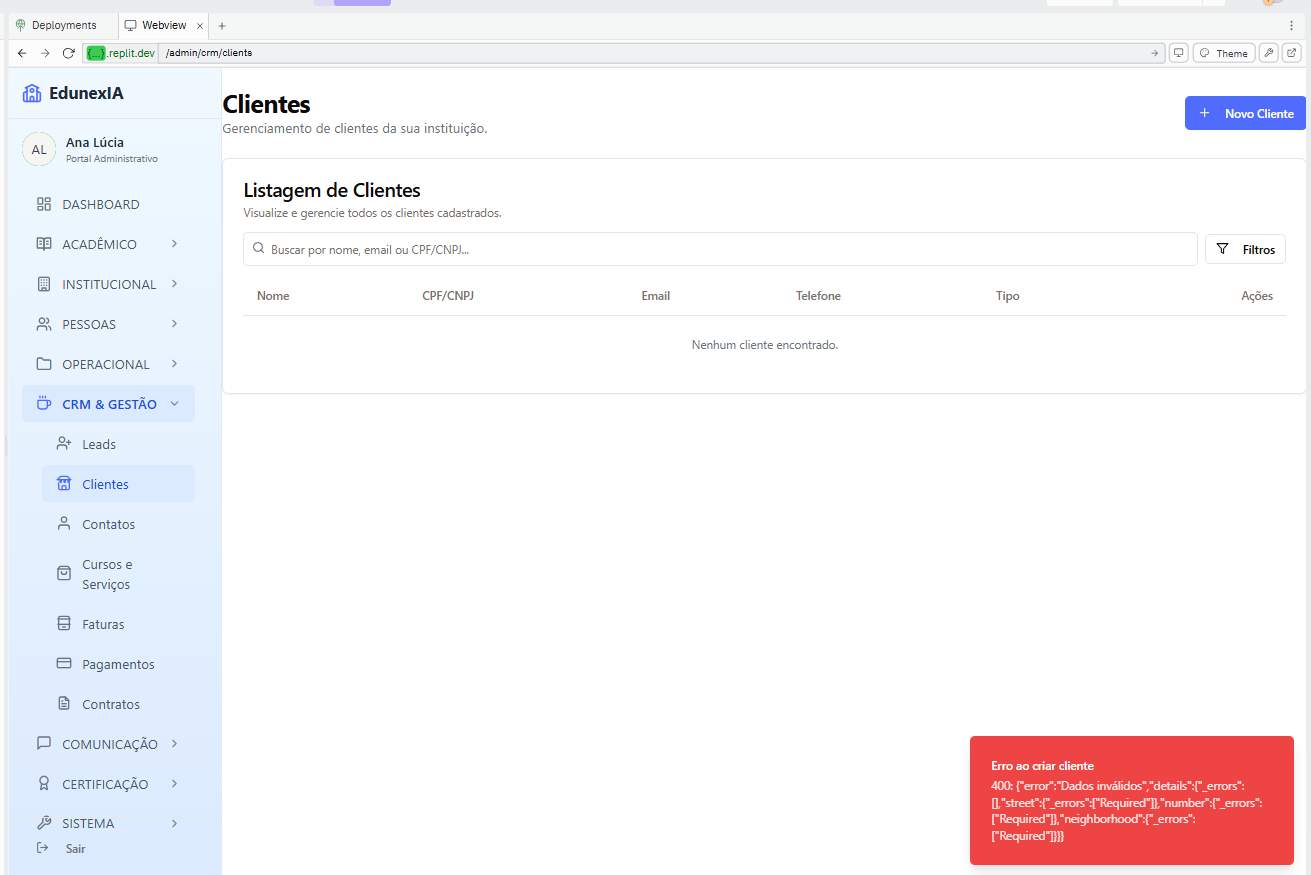 Deployments
Webview
{...}.replit.dev /admin/crm/clients
Theme
EdunexIA
AL
Ana Lúcia
Portal Administrativo
DASHBOARD
ACADÊMICO
INSTITUCIONAL
PESSOAS
OPERACIONAL
CRM & GESTÃO
Leads
Clientes
Contatos
Cursos e
Serviços
Faturas
Pagamentos
Contratos
COMUNICAÇÃO
CERTIFICAÇÃO
SISTEMA
Sair
Clientes
Gerenciamento de clientes da sua instituição.
+ Novo Cliente
Listagem de Clientes
Visualize e gerencie todos os clientes cadastrados.
Buscar por nome, email ou CPF/CNPJ...
Filtros
Nome CPF/CNPJ Email Telefone Tipo Ações
Nenhum cliente encontrado.
Erro ao criar cliente
400: {"error":"Dados inválidos","details":{"_errors":
[],"street":{"_errors":["Required"]},"number":{"_errors":
["Required"]},"neighborhood":{"_errors":
["Required"]}}}